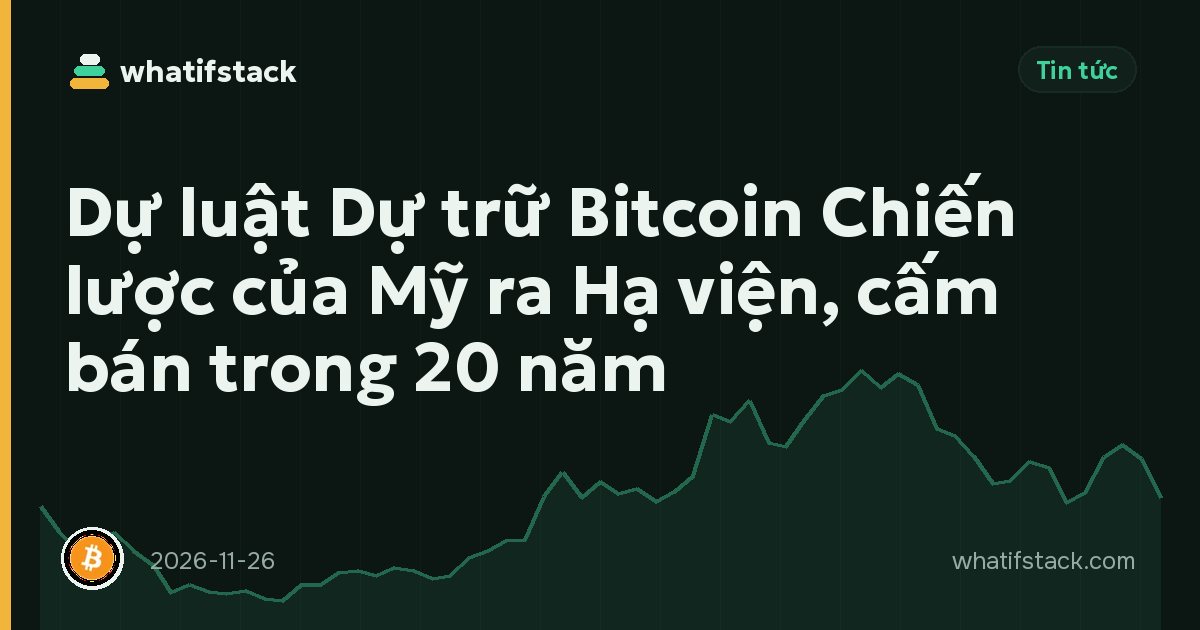 whatifstack
Tin tức
Dự luật Dự trữ Bitcoin Chiến
lược của Mỹ ra Hạ viện, cấm
bán trong 20 năm
2026-11-26
whatifstack.com